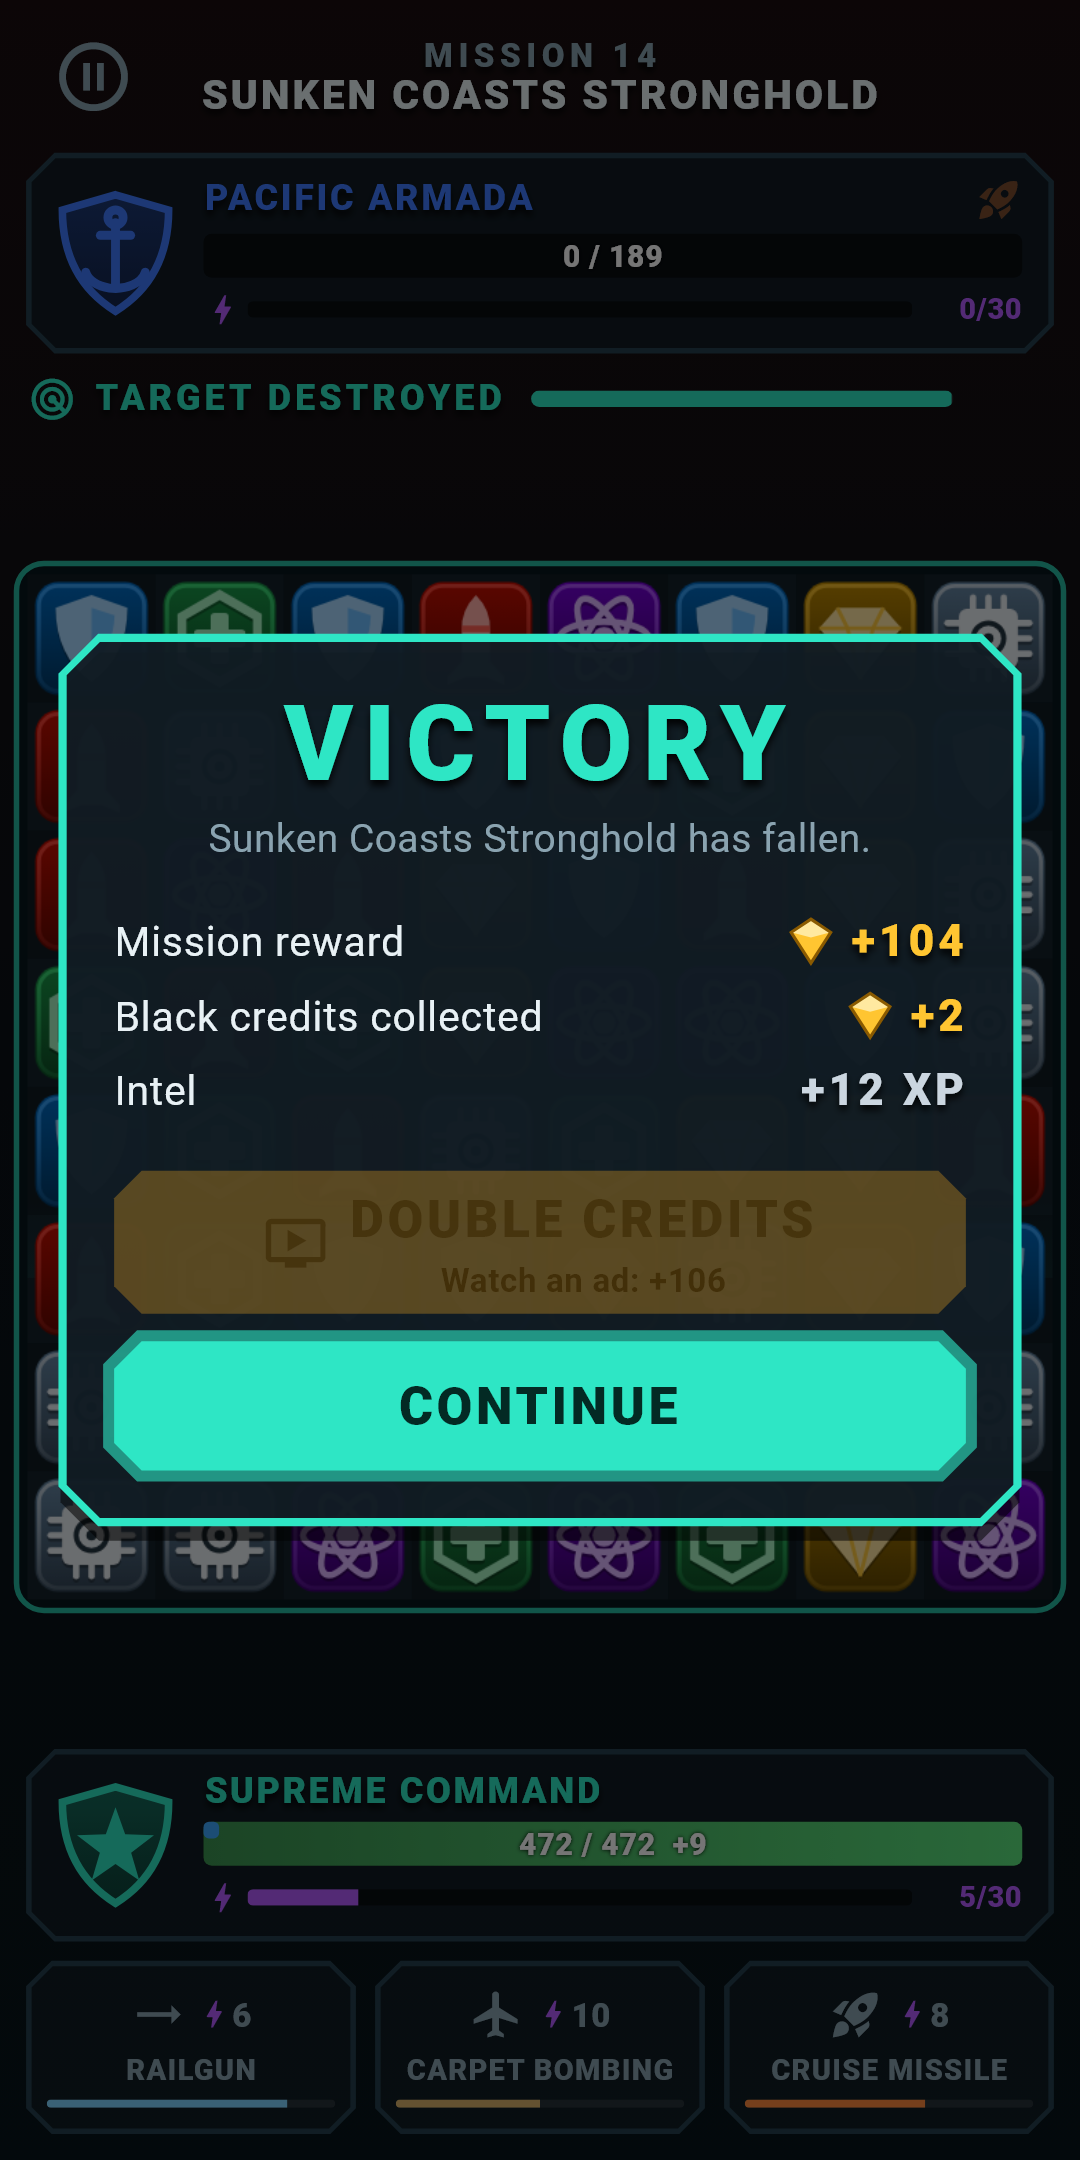 MISSION 14
SUNKEN COASTS STRONGHOLD
PACIFIC ARMADA
0 / 189
0/30
TARGET DESTROYED
VICTORY
Sunken Coasts Stronghold has fallen.
Mission reward +104
Black credits collected +2
Intel +12 XP
DOUBLE CREDITS
Watch an ad: +106
CONTINUE
SUPREME COMMAND
472 / 472 +9
5/30
6 10 8
RAILGUN CARPET BOMBING CRUISE MISSILE